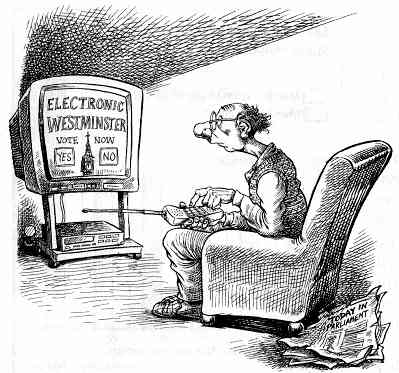 ELECTRONIC
WESTMINSTER
VOTE NOW
YES NO
TODAY IN
PARLIAMENT